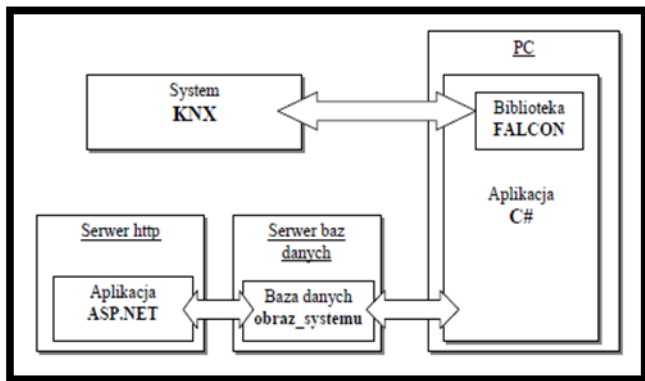 PC
System
KNX
Biblioteka
FALCON
Aplikacja
C#
Serwer http
Serwer baz
danych
Aplikacja
ASP.NET
Baza danych
obraz_systemu